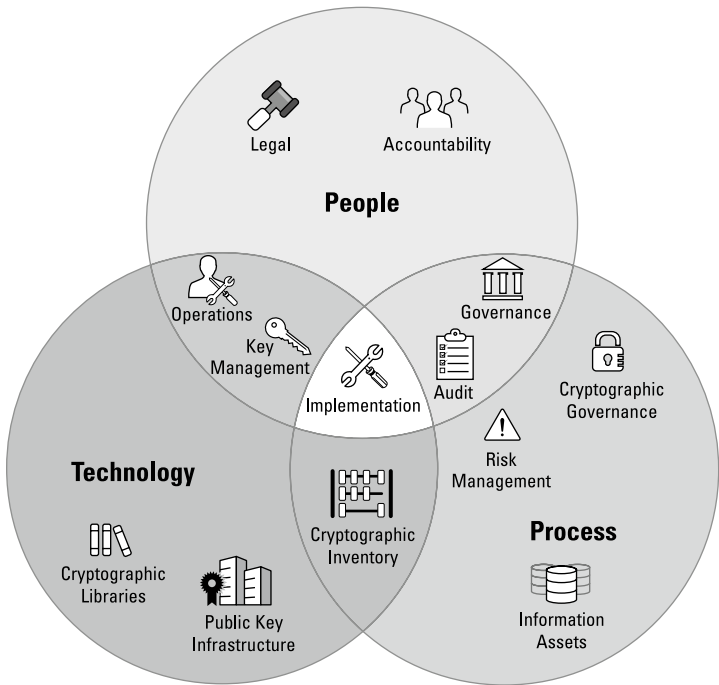 Legal
Accountability
People
Operations
Governance
Key
Management
Audit
Cryptographic
Governance
Implementation
Risk
Management
Technology
Cryptographic
Inventory
Process
Cryptographic
Libraries
Public Key
Infrastructure
Information
Assets